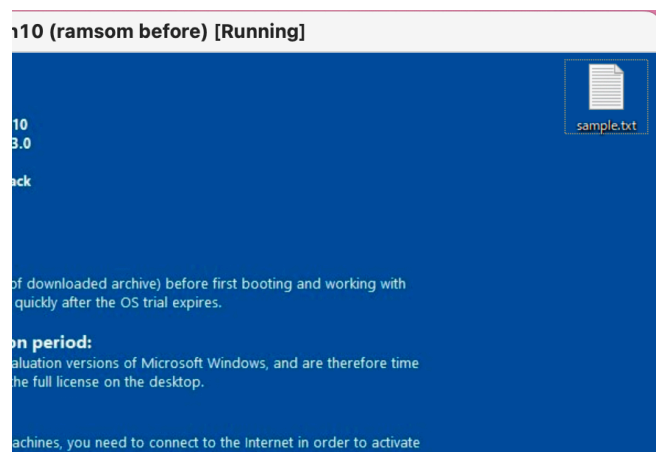 n10 (ramsom before) [Running]
sample.txt
10
3.0
ack
of downloaded archive) before first booting and working with
quickly after the OS trial expires.
on period:
aluation versions of Microsoft Windows, and are therefore time
the full license on the desktop.
achines, you need to connect to the Internet in order to activate